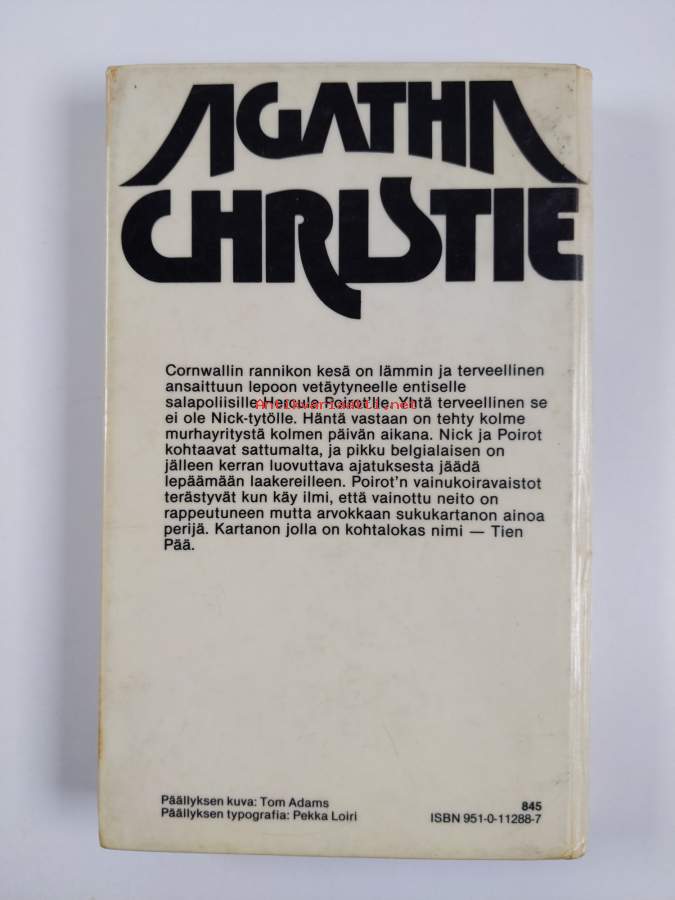 AGATHA
CHRISTIE
Cornwallin rannikon kesä on lämmin ja terveellinen
ansaittuun lepoon vetäytyneelle entiselle
salapoliisille Hercule Poirot'lle. Yhtä terveellinen se
Antikvariaatti.net
ei ole Nick-tytölle. Häntä vastaan on tehty kolme
murhayritystä kolmen päivän aikana. Nick ja Poirot
kohtaavat sattumalta, ja pikku belgialaisen on
jälleen kerran luovuttava ajatuksesta jäädä
lepäämään laakereilleen. Poirot'n vainukoiravaistot
terästyvät kun käy ilmi, että vainottu neito on
rappeutuneen mutta arvokkaan sukukartanon ainoa
perijä. Kartanon jolla on kohtalokas nimi — Tien
Pää.
Päällyksen kuva: Tom Adams
Päällyksen typografia: Pekka Loiri
845
ISBN 951-0-11288-7